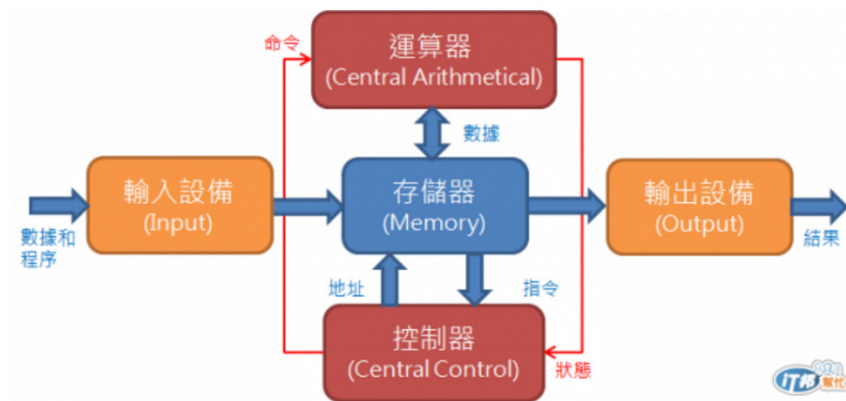 命令
運算器
(Central Arithmetical)
數據
輸入設備
(Input)
存儲器
(Memory)
輸出設備
(Output)
數據和
程序
結果
地址
指令
控制器
(Central Control)
狀態
iT邦
幫忙